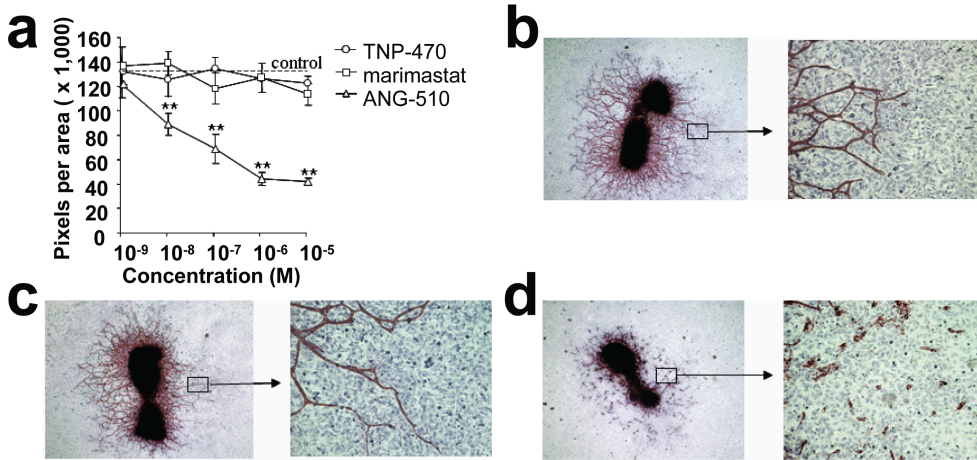 a
160
140
120
100
80
60
40
20
0
Pixels per area ( x 1,000)
control
**
**
**
**
10-9 10-8 10-7 10-6 10-5
Concentration (M)
TNP-470
marimastat
ANG-510
b
c
d